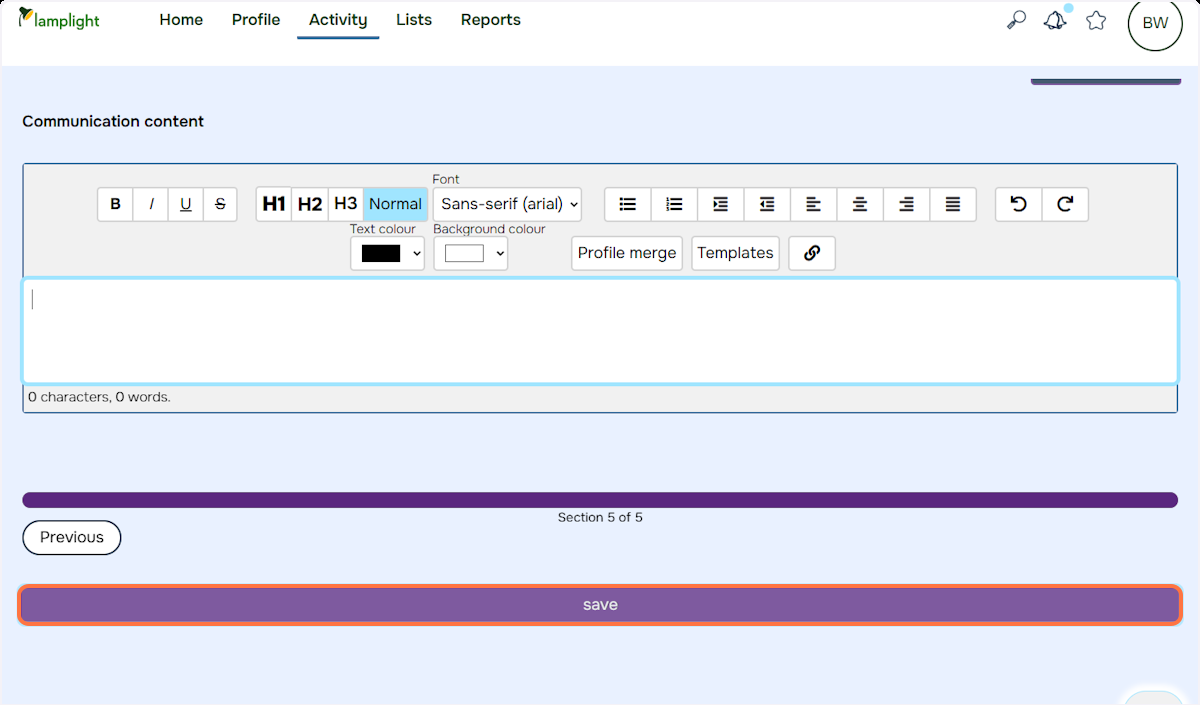 lamplight Home Profile Activity Lists Reports BW
Communication content
Font
B I U S H1 H2 H3 Normal Sans-serif (arial)
Text colour Background colour
Profile merge Templates
0 characters, 0 words.
Section 5 of 5
Previous
save